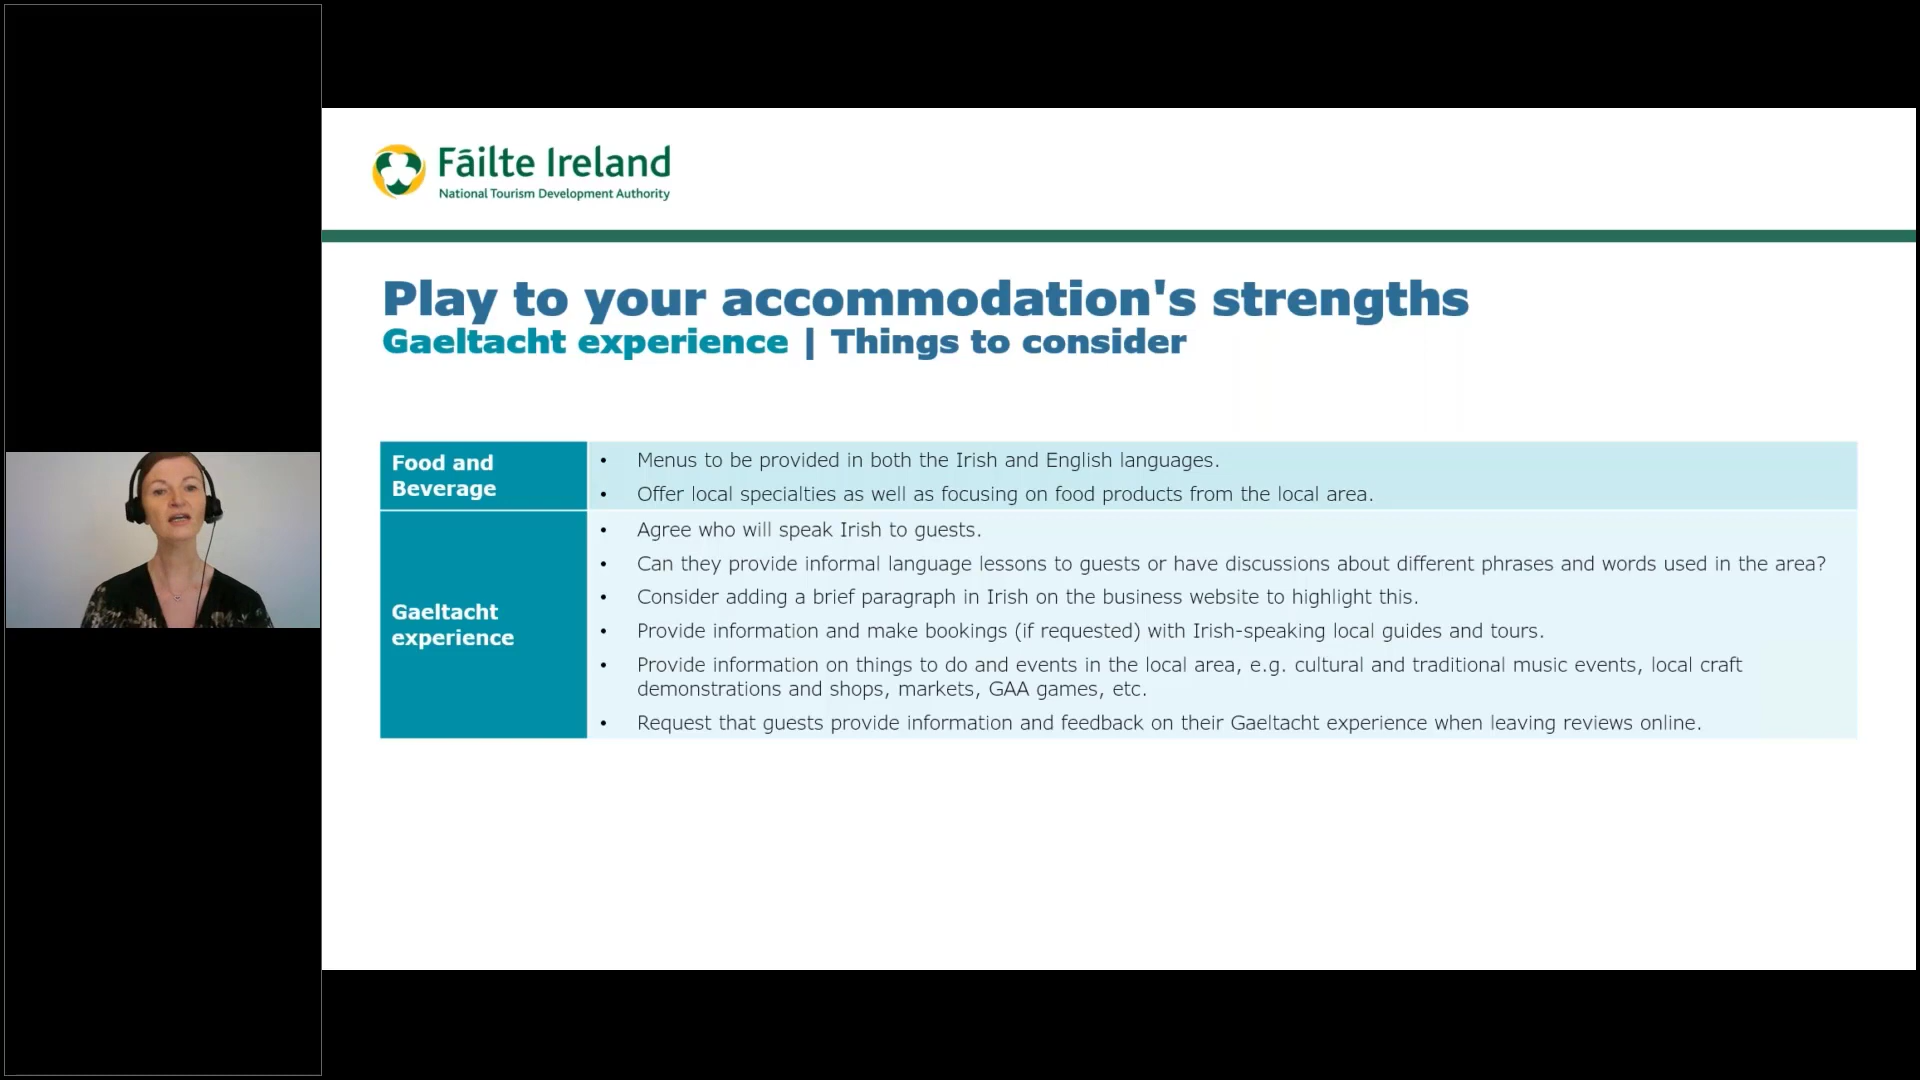 Fáilte Ireland
National Tourism Development Authority
Play to your accommodation's strengths
Gaeltacht experience | Things to consider
Food and
Beverage
• Menus to be provided in both the Irish and English languages.
• Offer local specialties as well as focusing on food products from the local area.
Gaeltacht
experience
• Agree who will speak Irish to guests.
• Can they provide informal language lessons to guests or have discussions about different phrases and words used in the area?
• Consider adding a brief paragraph in Irish on the business website to highlight this.
• Provide information and make bookings (if requested) with Irish-speaking local guides and tours.
• Provide information on things to do and events in the local area, e.g. cultural and traditional music events, local craft
demonstrations and shops, markets, GAA games, etc.
• Request that guests provide information and feedback on their Gaeltacht experience when leaving reviews online.